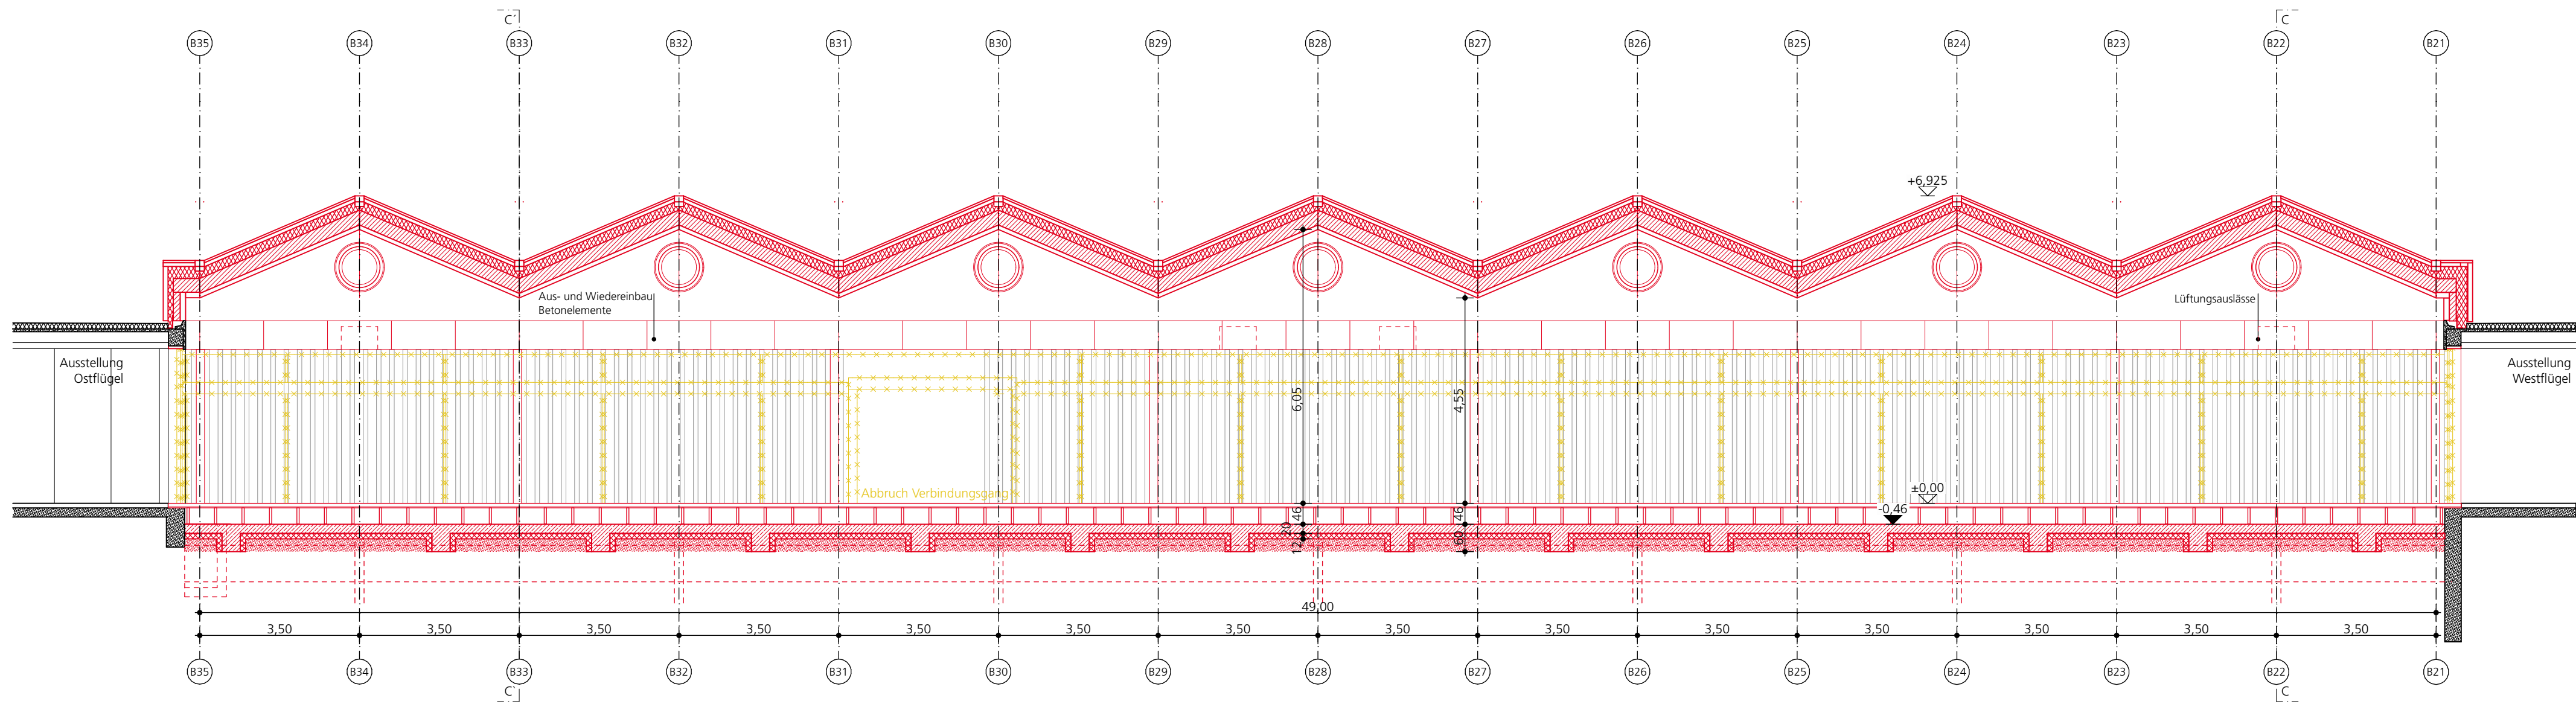 C´
C
B35 B34 B33 B32 B31 B30 B29 B28 B27 B26 B25 B24 B23 B22 B21
+6,925
Aus- und Wiedereinbau
Betonelemente
Lüftungsauslässe
Ausstellung
Ostflügel
Ausstellung
Westflügel
6,05
4,55
Abbruch Verbindungsgang
±0,00
-0,46
46
46
20
12
60
49,00
3,50 3,50 3,50 3,50 3,50 3,50 3,50 3,50 3,50 3,50 3,50 3,50 3,50 3,50
B35 B34 B33 B32 B31 B30 B29 B28 B27 B26 B25 B24 B23 B22 B21
C`
C